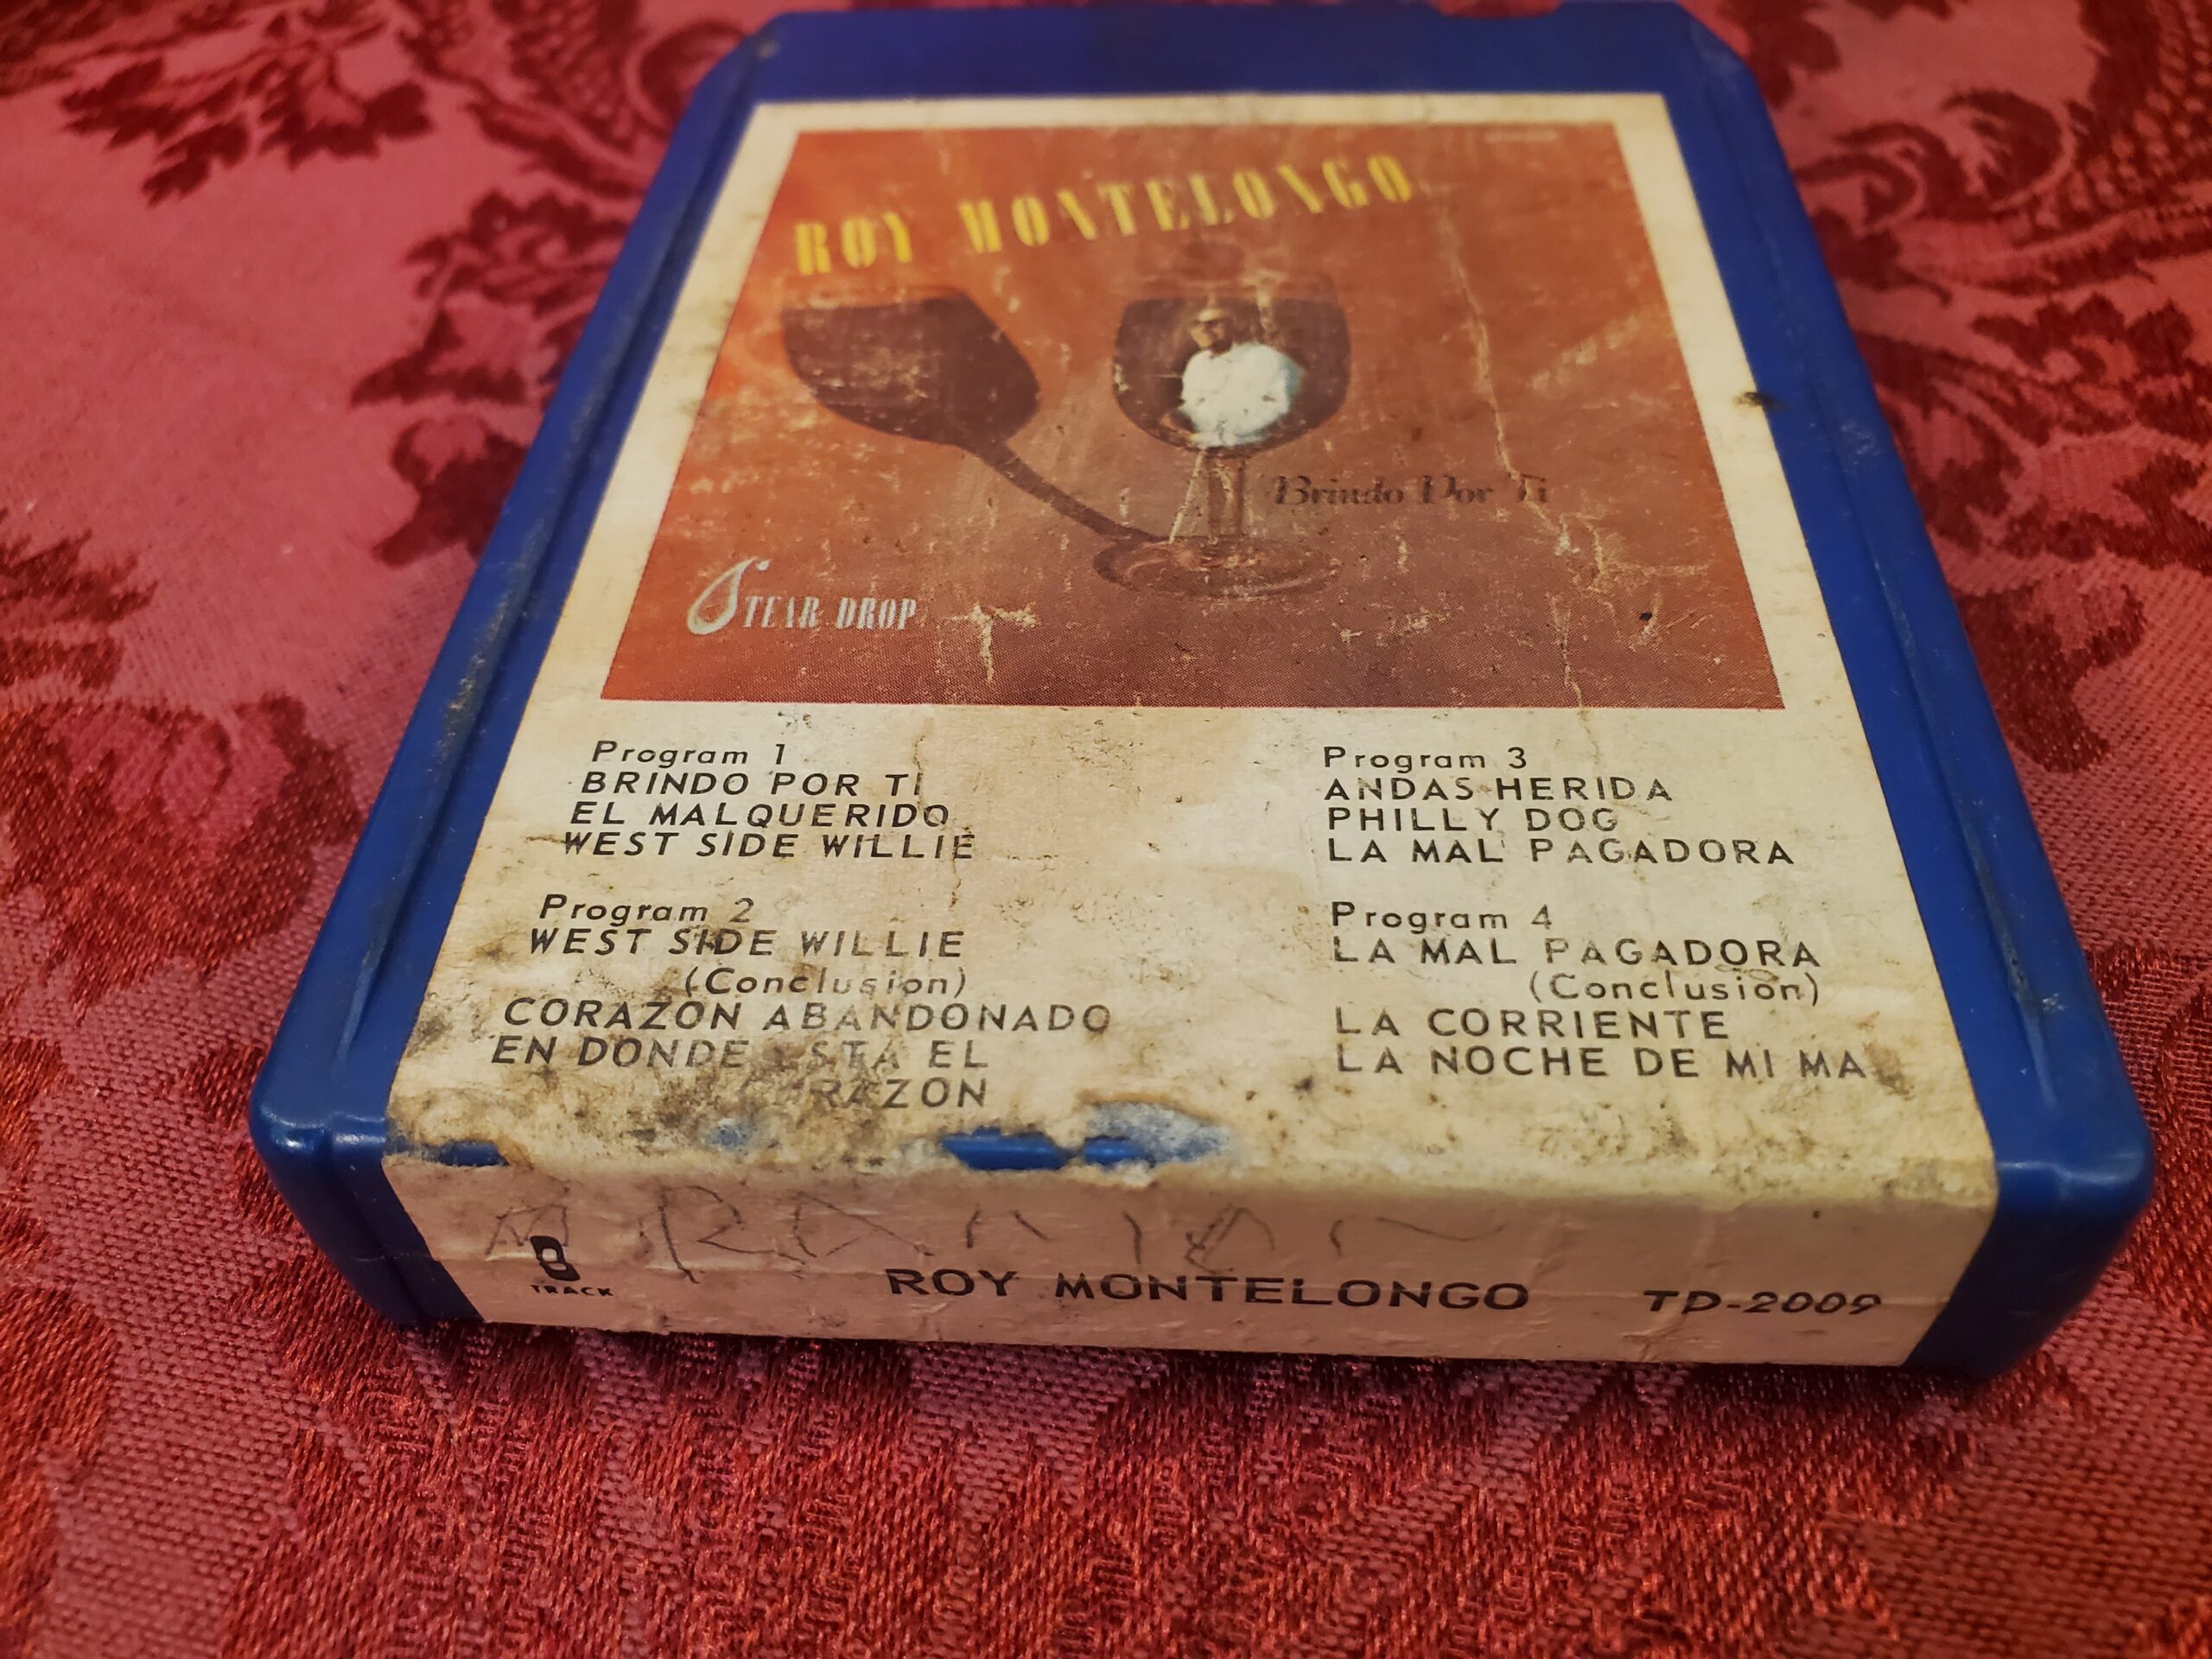 ROY MONTELONGO
Brindo Por Ti
TEAR DROP
Program 1
BRINDO POR TI
EL MALQUERIDO
WEST SIDE WILLIE
Program 2
WEST SIDE WILLIE
(Conclusion)
CORAZON ABANDONADO
EN DONDE ESTA EL
RAZON
Program 3
ANDAS HERIDA
PHILLY DOG
LA MAL PAGADORA
Program 4
LA MAL PAGADORA
(Conclusion)
LA CORRIENTE
LA NOCHE DE MI MA
8
TRACK
ROY MONTELONGO
TD-2009